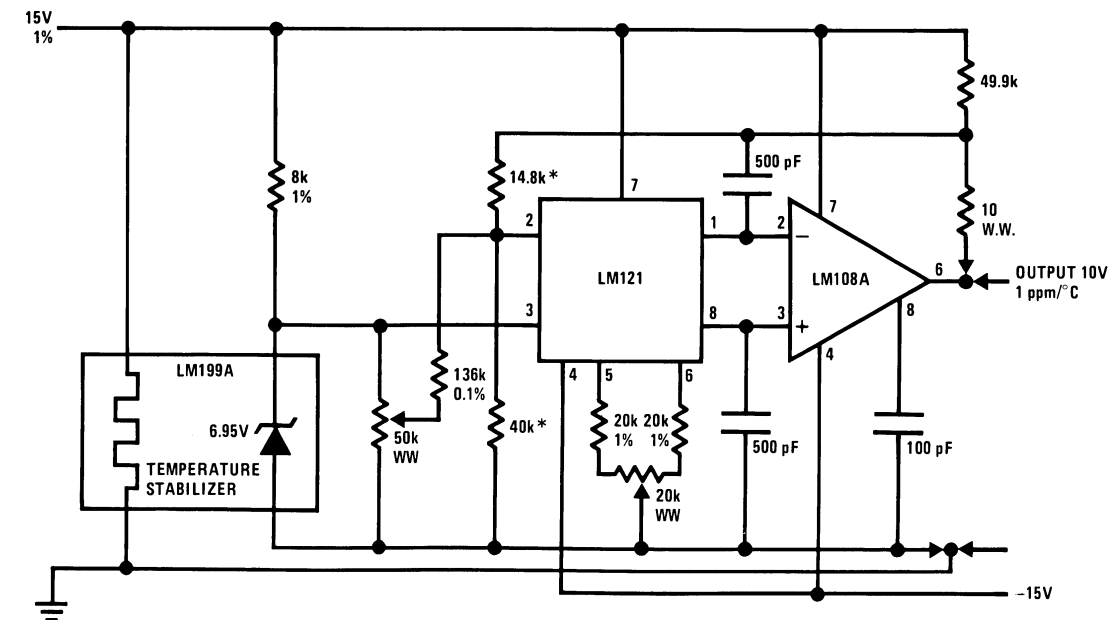 15V
1%
49.9k
500 pF
14.8k*
8k
1%
7
7
10
W.W.
2
1
2
−
LM121
LM108A
6
OUTPUT 10V
1 ppm/°C
3
8
3
+
8
4
LM199A
4
5
6
136k
0.1%
6.95V
50k
WW
40k*
20k
1%
20k
1%
500 pF
100 pF
TEMPERATURE
STABILIZER
20k
WW
−15V